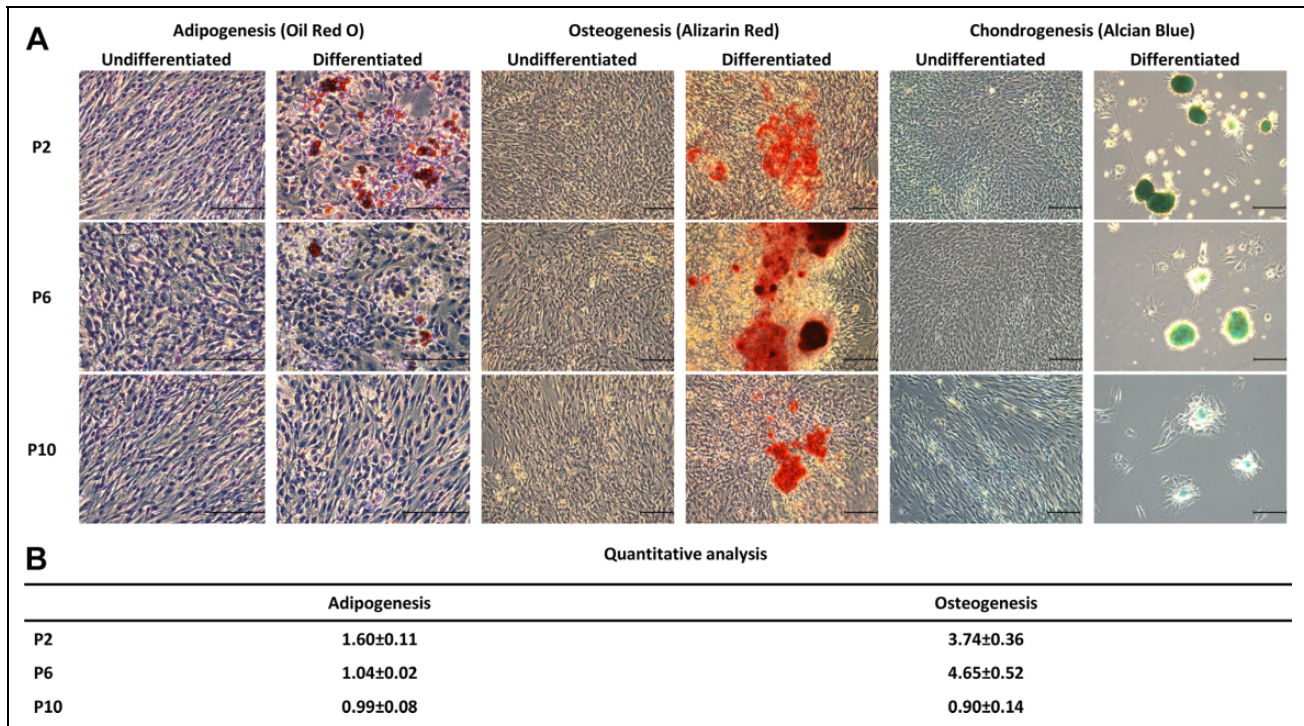 A
Adipogenesis (Oil Red O) Osteogenesis (Alizarin Red) Chondrogenesis (Alcian Blue)
Undifferentiated Differentiated Undifferentiated Differentiated Undifferentiated Differentiated
P2
P6
P10
B
Quantitative analysis
Adipogenesis Osteogenesis
P2 1.60±0.11 3.74±0.36
P6 1.04±0.02 4.65±0.52
P10 0.99±0.08 0.90±0.14